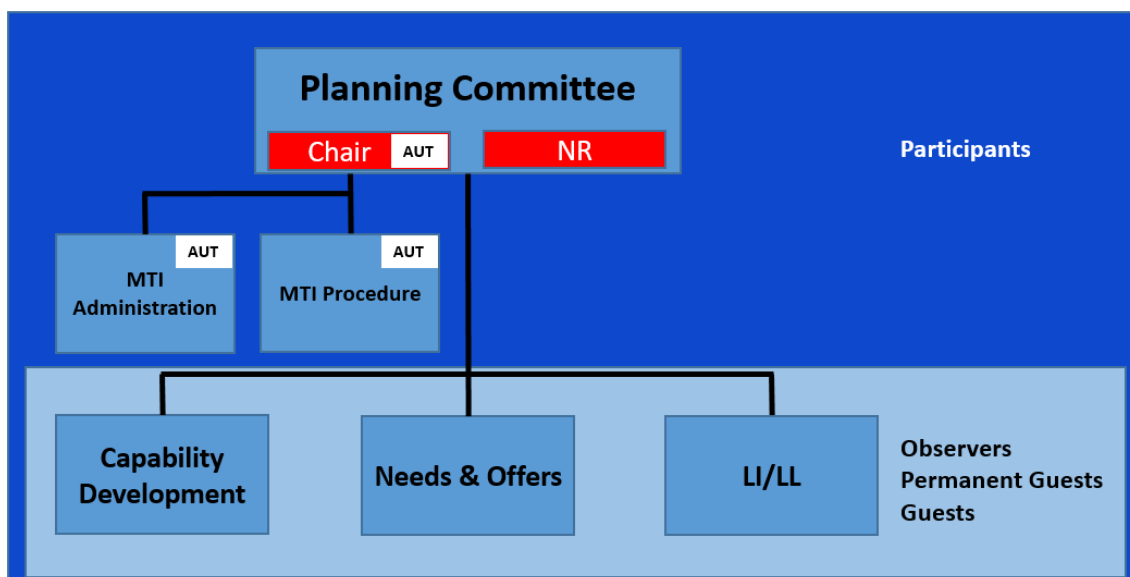 Planning Committee
Chair
AUT
NR
Participants
AUT
MTI
Administration
AUT
MTI Procedure
Capability
Development
Needs & Offers
LI/LL
Observers
Permanent Guests
Guests